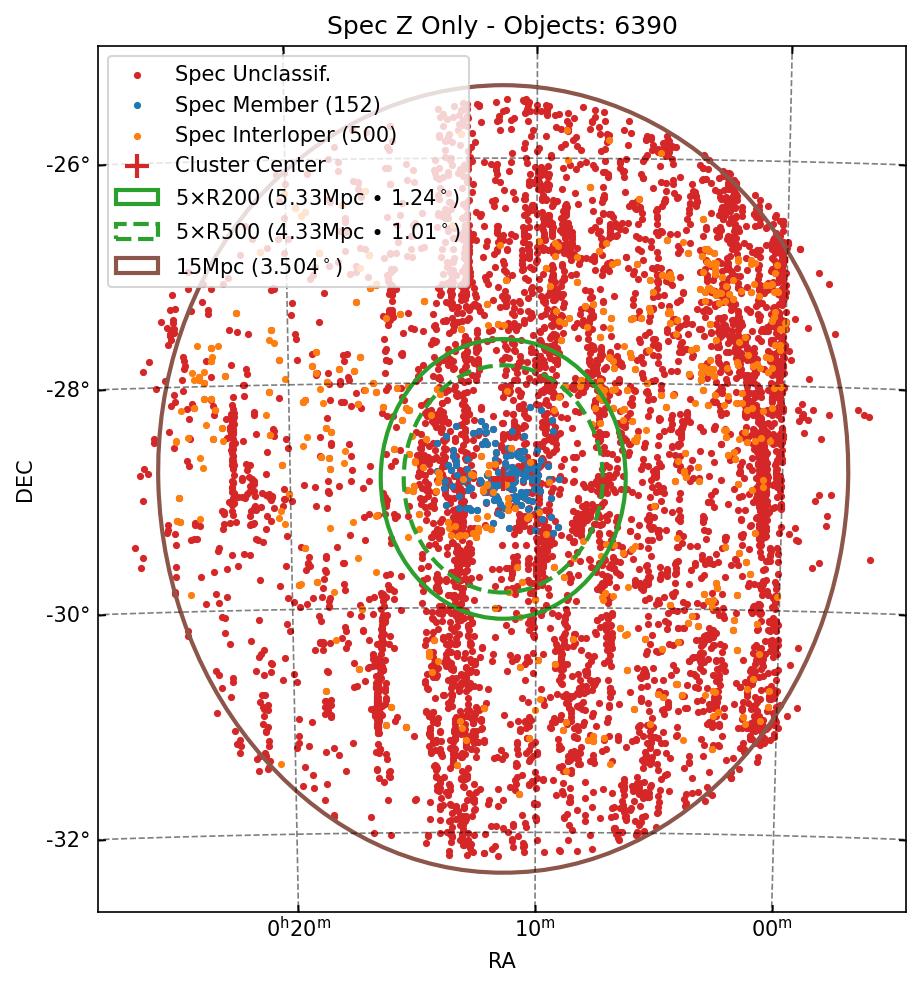 Spec Z Only - Objects: 6390
Spec Unclassif.
Spec Member (152)
Spec Interloper (500)
Cluster Center
5×R200 (5.33Mpc • 1.24°)
5×R500 (4.33Mpc • 1.01°)
15Mpc (3.504°)
-26°
-28°
-30°
-32°
DEC
0h20m 10m 00m
RA